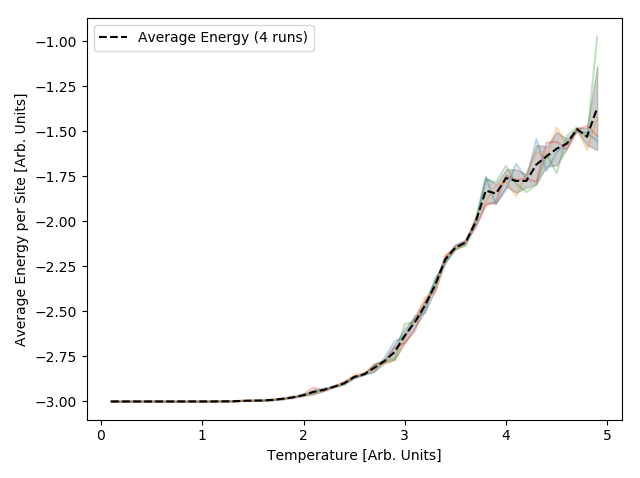 Average Energy (4 runs)
Average Energy per Site [Arb. Units]
−1.00
−1.25
−1.50
−1.75
−2.00
−2.25
−2.50
−2.75
−3.00
0 1 2 3 4 5
Temperature [Arb. Units]